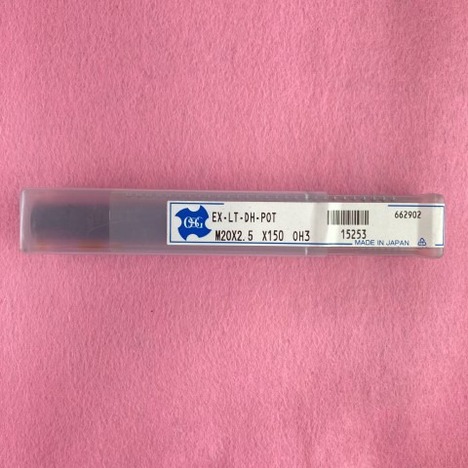 OSG
EX-LT-DH-POT
M20X2.5 X150 OH3
15253
662902
MADE IN JAPAN